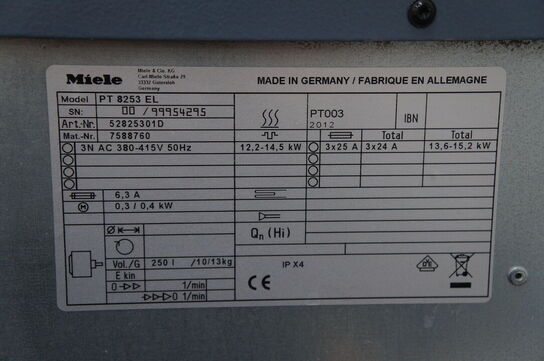 Miele
Miele & Cie. KG
Carl-Miele-Straße 29
33332 Gütersloh
Germany
MADE IN GERMANY / FABRIQUE EN ALLEMAGNE
Model PT 8253 EL
SN: 00 /99954295
Art.-Nr. 52825301D
Mat.-Nr. 7588760
PT003
2012
IBN
Total Total
3N AC 380-415V 50Hz 12,2-14,5 kW 3x25 A 3x24 A 13,6-15,2 kW
6,3 A
M 0,3 / 0,4 kW
Qn (Hi)
Ø
Vol./G 250 l /10/13kg
E kin
0 1/min
0 1/min
IP X4
CE